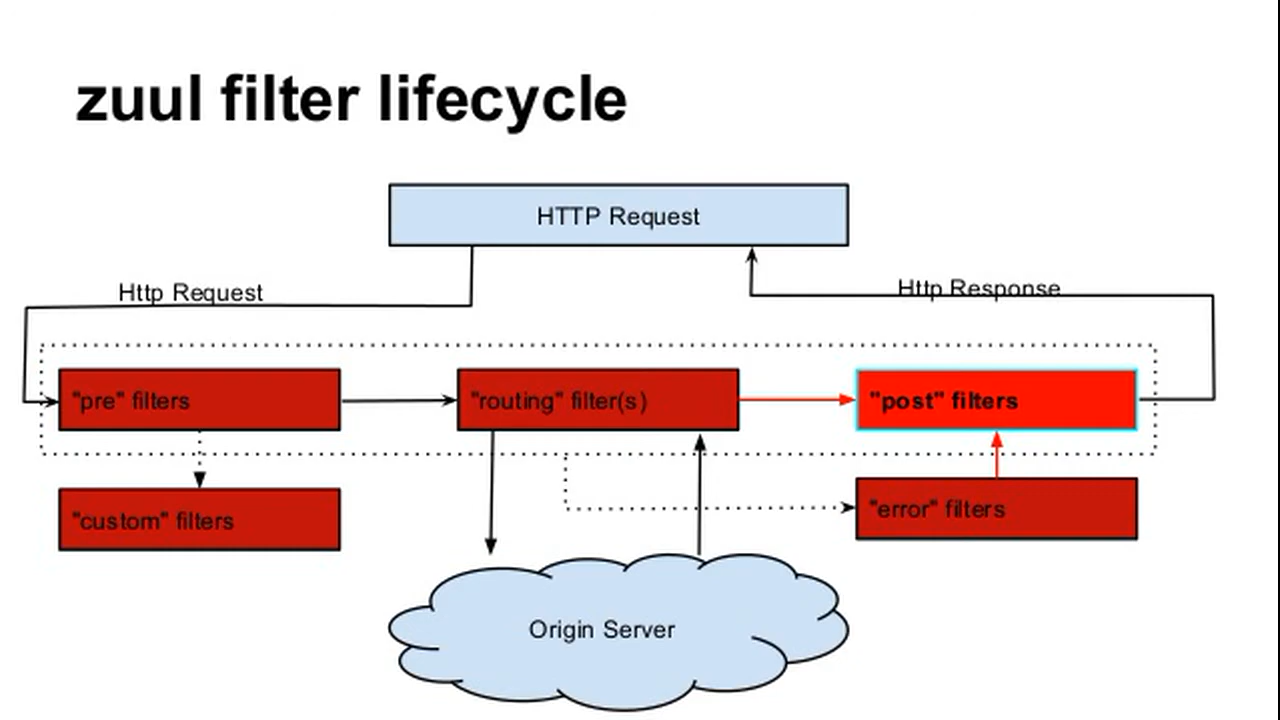 zuul filter lifecycle
HTTP Request
Http Request
Http Response
"pre" filters
"routing" filter(s)
"post" filters
"custom" filters
"error" filters
Origin Server